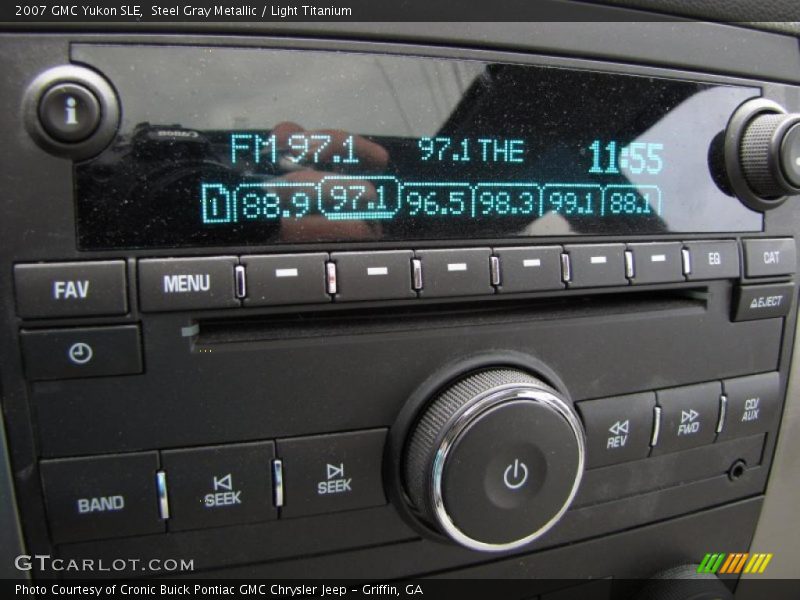 2007 GMC Yukon SLE,  Steel Gray Metallic / Light Titanium
i
FM 97.1 97.1 THE 11:55
1 88.9 97.1 96.5 98.3 99.1 88.1
FAV MENU EQ CAT
EJECT
REV FWD CD/AUX
BAND SEEK SEEK
GTCARLOT.COM
Photo Courtesy of Cronic Buick Pontiac GMC Chrysler Jeep - Griffin, GA